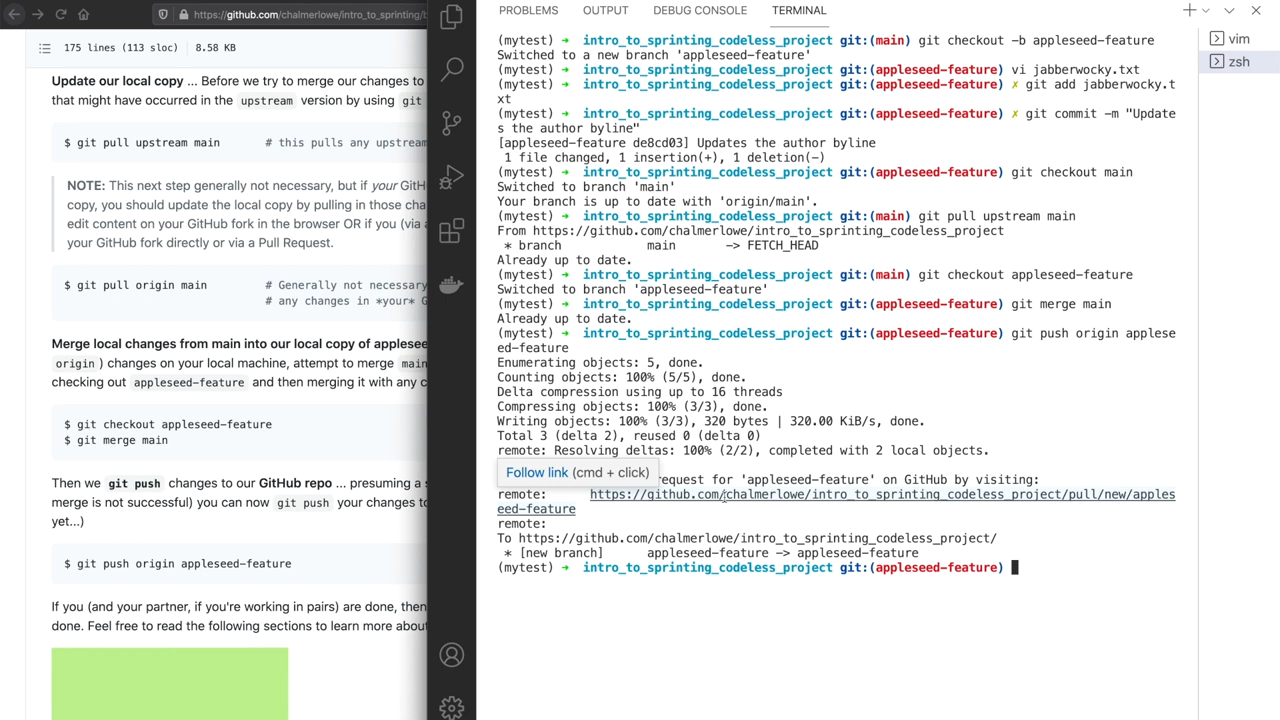 https://github.com/chalmerlowe/intro_to_sprinting/b
175 lines (113 sloc) 8.58 KB
Update our local copy ... Before we try to merge our changes to
that might have occurred in the upstream version by using git
$ git pull upstream main # this pulls any upstream
NOTE: This next step generally not necessary, but if your GitH
copy, you should update the local copy by pulling in those cha
edit content on your GitHub fork in the browser OR if you (via a
your GitHub fork directly or via a Pull Request.
$ git pull origin main # Generally not necessary
# any changes in *your* G
Merge local changes from main into our local copy of applese
origin ) changes on your local machine, attempt to merge main
checking out appleseed-feature and then merging it with any c
$ git checkout appleseed-feature
$ git merge main
Then we git push changes to our GitHub repo ... presuming a s
merge is not successful) you can now git push your changes to
yet...)
$ git push origin appleseed-feature
If you (and your partner, if you're working in pairs) are done, then
done. Feel free to read the following sections to learn more about
PROBLEMS OUTPUT DEBUG CONSOLE TERMINAL
(mytest) ➜ intro_to_sprinting_codeless_project git:(main) git checkout -b appleseed-feature
Switched to a new branch 'appleseed-feature'
(mytest) ➜ intro_to_sprinting_codeless_project git:(appleseed-feature) vi jabberwocky.txt
(mytest) ➜ intro_to_sprinting_codeless_project git:(appleseed-feature) ✗ git add jabberwocky.t
xt
(mytest) ➜ intro_to_sprinting_codeless_project git:(appleseed-feature) ✗ git commit -m "Update
s the author byline"
[appleseed-feature de8cd03] Updates the author byline
1 file changed, 1 insertion(+), 1 deletion(-)
(mytest) ➜ intro_to_sprinting_codeless_project git:(appleseed-feature) git checkout main
Switched to branch 'main'
Your branch is up to date with 'origin/main'.
(mytest) ➜ intro_to_sprinting_codeless_project git:(main) git pull upstream main
From https://github.com/chalmerlowe/intro_to_sprinting_codeless_project
* branch main -> FETCH_HEAD
Already up to date.
(mytest) ➜ intro_to_sprinting_codeless_project git:(main) git checkout appleseed-feature
Switched to branch 'appleseed-feature'
(mytest) ➜ intro_to_sprinting_codeless_project git:(appleseed-feature) git merge main
Already up to date.
(mytest) ➜ intro_to_sprinting_codeless_project git:(appleseed-feature) git push origin applese
ed-feature
Enumerating objects: 5, done.
Counting objects: 100% (5/5), done.
Delta compression using up to 16 threads
Compressing objects: 100% (3/3), done.
Writing objects: 100% (3/3), 320 bytes | 320.00 KiB/s, done.
Total 3 (delta 2), reused 0 (delta 0)
remote: Resolving deltas: 100% (2/2), completed with 2 local objects.
Follow link (cmd + click)
request for 'appleseed-feature' on GitHub by visiting:
remote: https://github.com/chalmerlowe/intro_to_sprinting_codeless_project/pull/new/apples
eed-feature
remote:
To https://github.com/chalmerlowe/intro_to_sprinting_codeless_project/
* [new branch] appleseed-feature -> appleseed-feature
(mytest) ➜ intro_to_sprinting_codeless_project git:(appleseed-feature)
vim
zsh